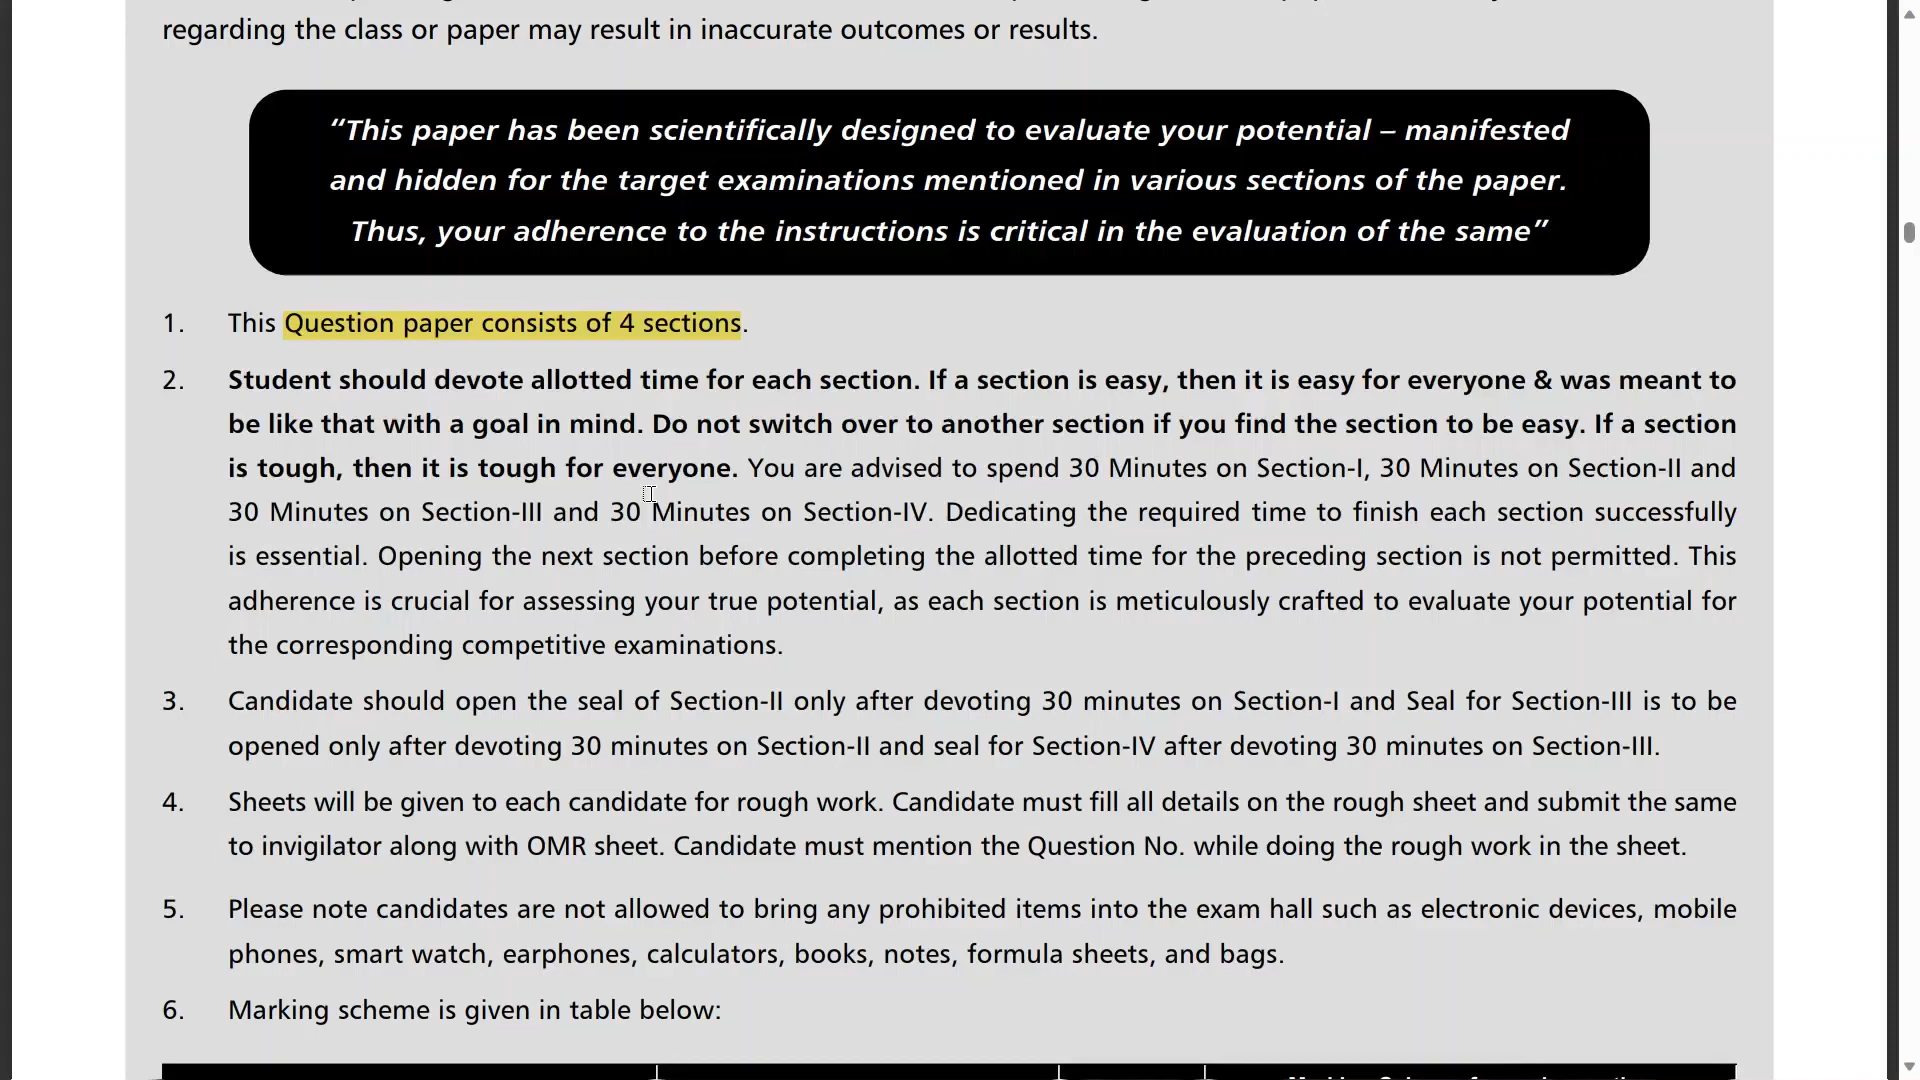 regarding the class or paper may result in inaccurate outcomes or results.
“This paper has been scientifically designed to evaluate your potential – manifested
and hidden for the target examinations mentioned in various sections of the paper.
Thus, your adherence to the instructions is critical in the evaluation of the same”
1. This Question paper consists of 4 sections.
2. Student should devote allotted time for each section. If a section is easy, then it is easy for everyone & was meant to
be like that with a goal in mind. Do not switch over to another section if you find the section to be easy. If a section
is tough, then it is tough for everyone. You are advised to spend 30 Minutes on Section-I, 30 Minutes on Section-II and
30 Minutes on Section-III and 30 Minutes on Section-IV. Dedicating the required time to finish each section successfully
is essential. Opening the next section before completing the allotted time for the preceding section is not permitted. This
adherence is crucial for assessing your true potential, as each section is meticulously crafted to evaluate your potential for
the corresponding competitive examinations.
3. Candidate should open the seal of Section-II only after devoting 30 minutes on Section-I and Seal for Section-III is to be
opened only after devoting 30 minutes on Section-II and seal for Section-IV after devoting 30 minutes on Section-III.
4. Sheets will be given to each candidate for rough work. Candidate must fill all details on the rough sheet and submit the same
to invigilator along with OMR sheet. Candidate must mention the Question No. while doing the rough work in the sheet.
5. Please note candidates are not allowed to bring any prohibited items into the exam hall such as electronic devices, mobile
phones, smart watch, earphones, calculators, books, notes, formula sheets, and bags.
6. Marking scheme is given in table below: